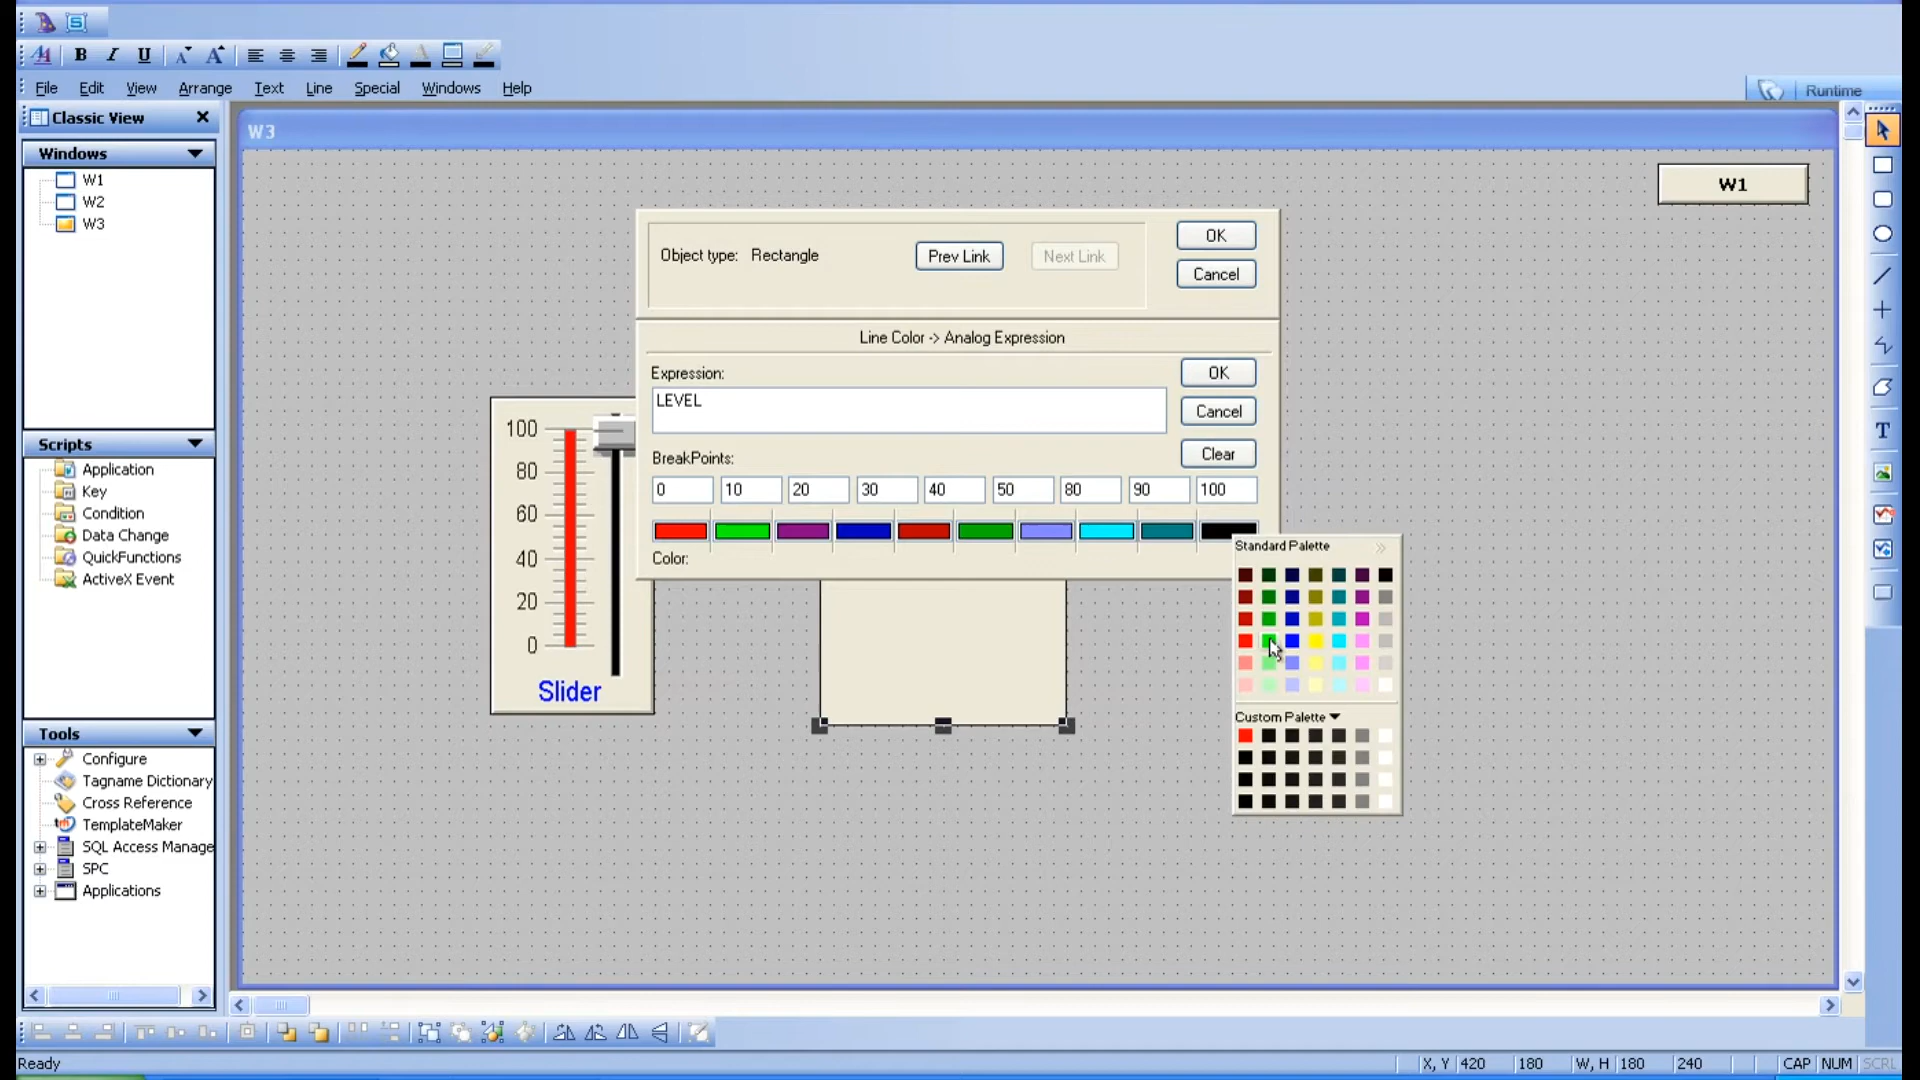 B I U
File Edit View Arrange Text Line Special Windows Help
Runtime
Classic View
W3
Windows
W1
W2
W3
W1
Object type: Rectangle
Prev Link
Next Link
OK
Cancel
Line Color -> Analog Expression
Expression:
OK
LEVEL
Cancel
BreakPoints:
Clear
0 10 20 30 40 50 80 90 100
Color:
Standard Palette
Custom Palette
100
80
60
40
20
0
Slider
Scripts
Application
Key
Condition
Data Change
QuickFunctions
ActiveX Event
Tools
Configure
Tagname Dictionary
Cross Reference
TemplateMaker
SQL Access Manage
SPC
Applications
T
Ready
X, Y 420 180 W, H 180 240 CAP NUM SCRL